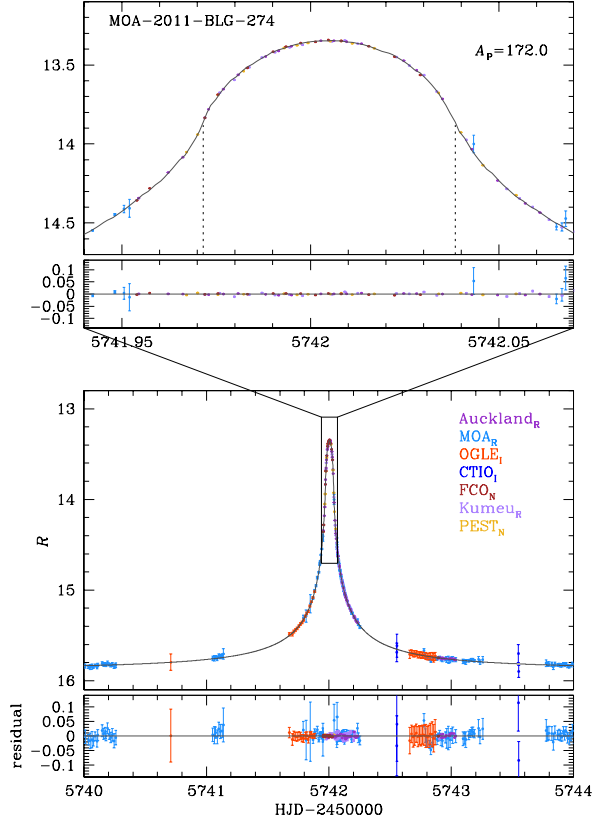 MOA-2011-BLG-274
A_P=172.0
13.5
14
14.5
0.1
0.05
0
-0.05
-0.1
5741.95 5742 5742.05
13
14
15
16
R
Auckland_R
MOA_R
OGLE_I
CTIO_I
FCO_N
Kumeu_R
PEST_N
0.1
0.05
0
-0.05
-0.1
residual
5740 5741 5742 5743 5744
HJD-2450000